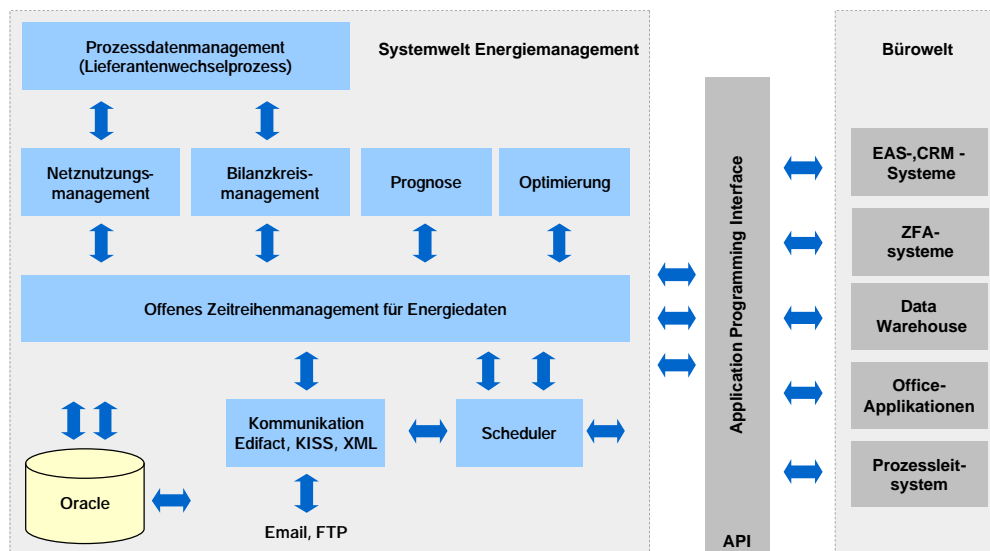 Prozessdatenmanagement
(Lieferantenwechselprozess)
Systemwelt Energiemanagement
Bürowelt
Netznutzungs-
management
Bilanzkreis-
management
Prognose
Optimierung
Offenes Zeitreihenmanagement für Energiedaten
Kommunikation
Edifact, KISS, XML
Scheduler
Oracle
Email, FTP
Application Programming Interface
API
EAS-,CRM -
Systeme
ZFA-
systeme
Data
Warehouse
Office-
Applikationen
Prozessleit-
system